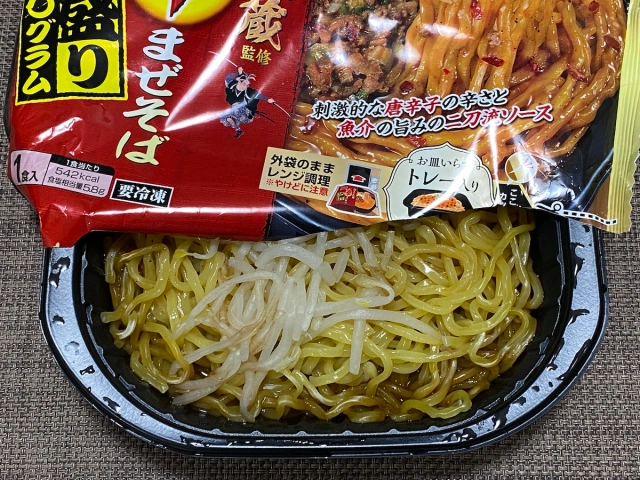 盛り
グラム
まぜそば
蔵
監修
刺激的な唐辛子の辛さと
魚介の旨みの二刀流ソース
外袋のまま
レンジ調理
※やけどに注意
お皿いらず
トレー入り
1食入
1食当たり
542kcal
食塩相当量5.8g
要冷凍